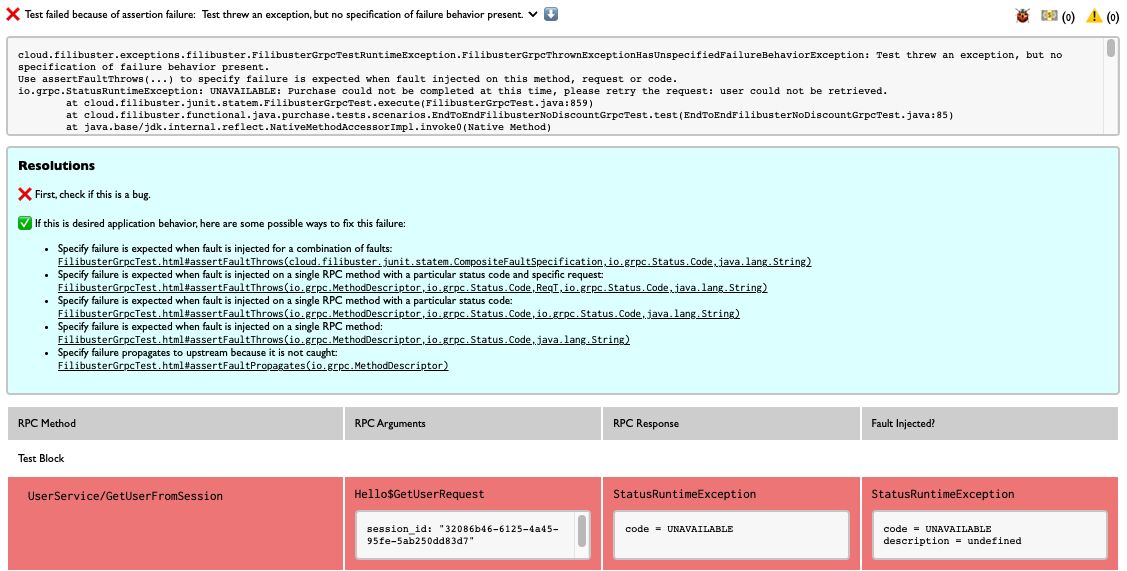 Test failed because of assertion failure: Test threw an exception, but no specification of failure behavior present.
(0)
(0)
cloud.filibuster.exceptions.filibuster.FilibusterGrpcTestRuntimeException.FilibusterGrpcThrownExceptionHasUnspecifiedFailureBehaviorException: Test threw an exception, but no
specification of failure behavior present.
Use assertFaultThrows(...) to specify failure is expected when fault injected on this method, request or code.
io.grpc.StatusRuntimeException: UNAVAILABLE: Purchase could not be completed at this time, please retry the request: user could not be retrieved.
at cloud.filibuster.junit.statem.FilibusterGrpcTest.execute(FilibusterGrpcTest.java:859)
at cloud.filibuster.functional.java.purchase.tests.scenarios.EndToEndFilibusterNoDiscountGrpcTest.test(EndToEndFilibusterNoDiscountGrpcTest.java:85)
at java.base/jdk.internal.reflect.NativeMethodAccessorImpl.invoke0(Native Method)
Resolutions
First, check if this is a bug.
If this is desired application behavior, here are some possible ways to fix this failure:
• Specify failure is expected when fault is injected for a combination of faults:
FilibusterGrpcTest.html#assertFaultThrows(cloud.filibuster.junit.statem.CompositeFaultSpecification,io.grpc.Status.Code,java.lang.String)
• Specify failure is expected when fault is injected on a single RPC method with a particular status code and specific request:
FilibusterGrpcTest.html#assertFaultThrows(io.grpc.MethodDescriptor,io.grpc.Status.Code,ReqT,io.grpc.Status.Code,java.lang.String)
• Specify failure is expected when fault is injected on a single RPC method with a particular status code:
FilibusterGrpcTest.html#assertFaultThrows(io.grpc.MethodDescriptor,io.grpc.Status.Code,io.grpc.Status.Code,java.lang.String)
• Specify failure is expected when fault is injected on a single RPC method:
FilibusterGrpcTest.html#assertFaultThrows(io.grpc.MethodDescriptor,io.grpc.Status.Code,java.lang.String)
• Specify failure propagates to upstream because it is not caught:
FilibusterGrpcTest.html#assertFaultPropagates(io.grpc.MethodDescriptor)
RPC Method RPC Arguments RPC Response Fault Injected?
Test Block
UserService/GetUserFromSession Hello$GetUserRequest StatusRuntimeException StatusRuntimeException
session_id: "32086b46-6125-4a45- code = UNAVAILABLE code = UNAVAILABLE
95fe-5ab250dd83d7" description = undefined